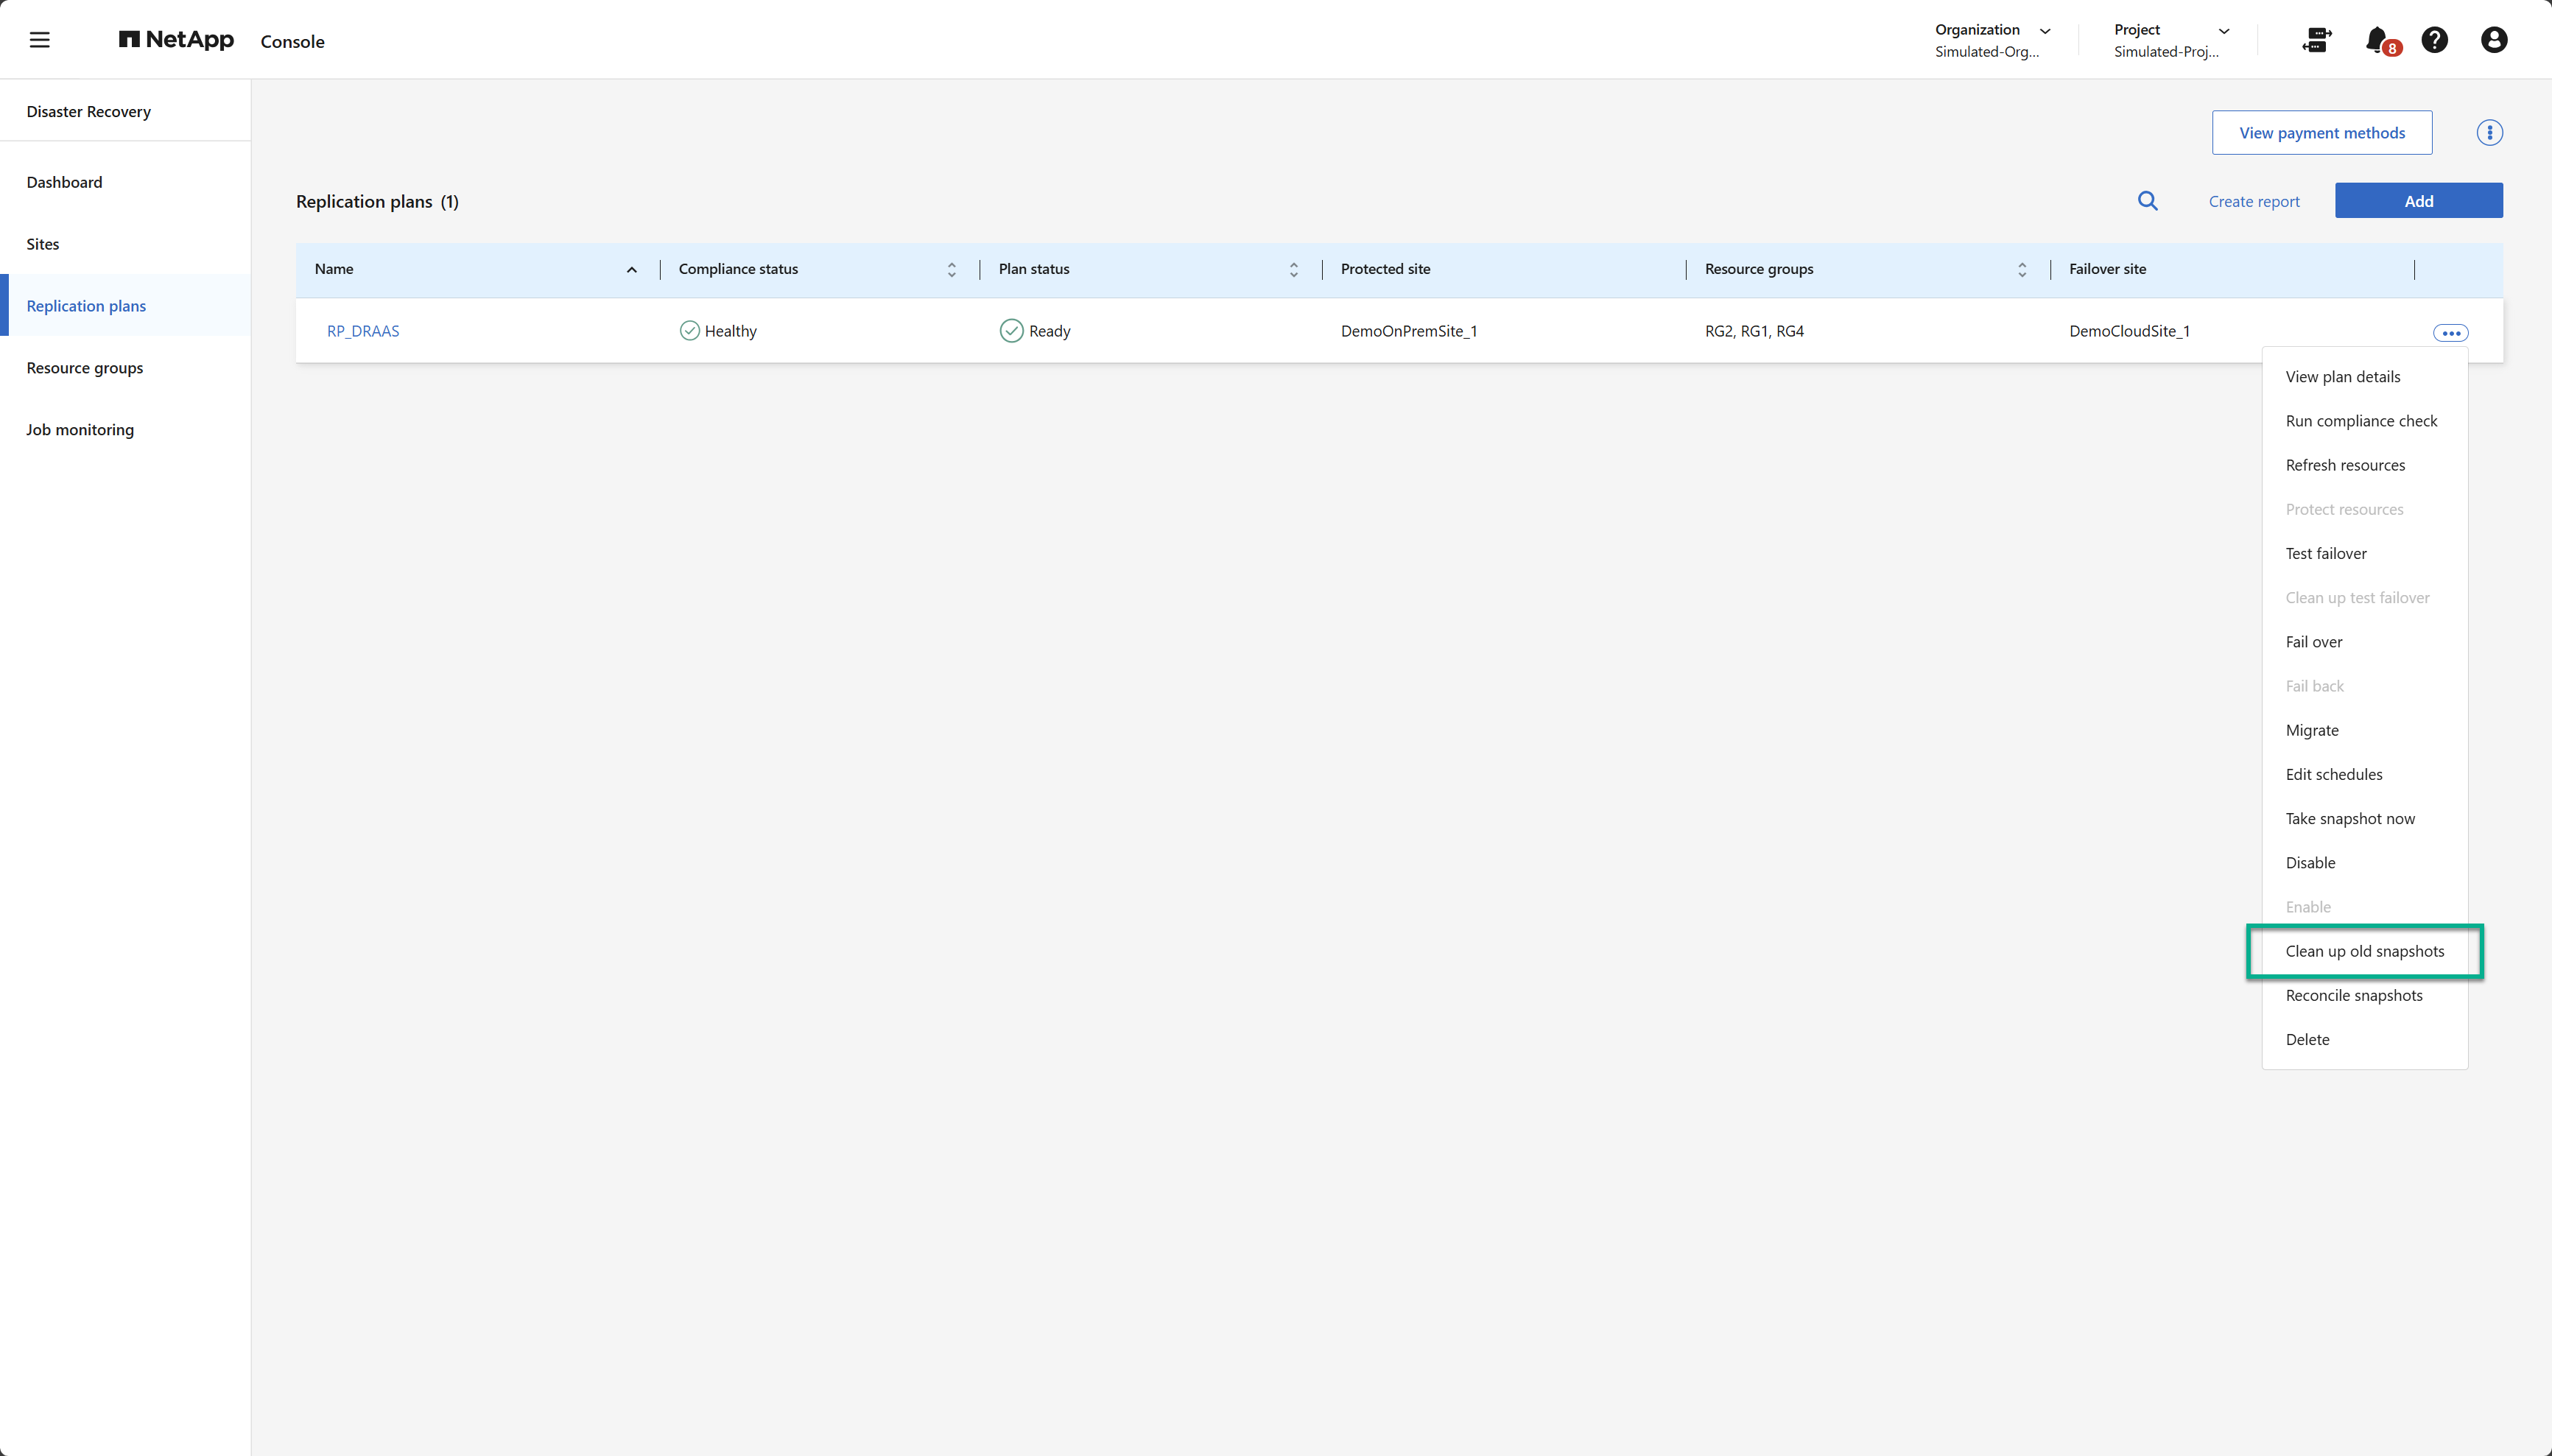 NetApp Console
Organization
Simulated-Org...
Project
Simulated-Proj...
8
?
Disaster Recovery
Dashboard
Sites
Replication plans
Resource groups
Job monitoring
View payment methods
Replication plans (1)
Create report
Add
Name
Compliance status
Plan status
Protected site
Resource groups
Failover site
RP_DRAAS
Healthy
Ready
DemoOnPremSite_1
RG2, RG1, RG4
DemoCloudSite_1
View plan details
Run compliance check
Refresh resources
Protect resources
Test failover
Clean up test failover
Fail over
Fail back
Migrate
Edit schedules
Take snapshot now
Disable
Enable
Clean up old snapshots
Reconcile snapshots
Delete